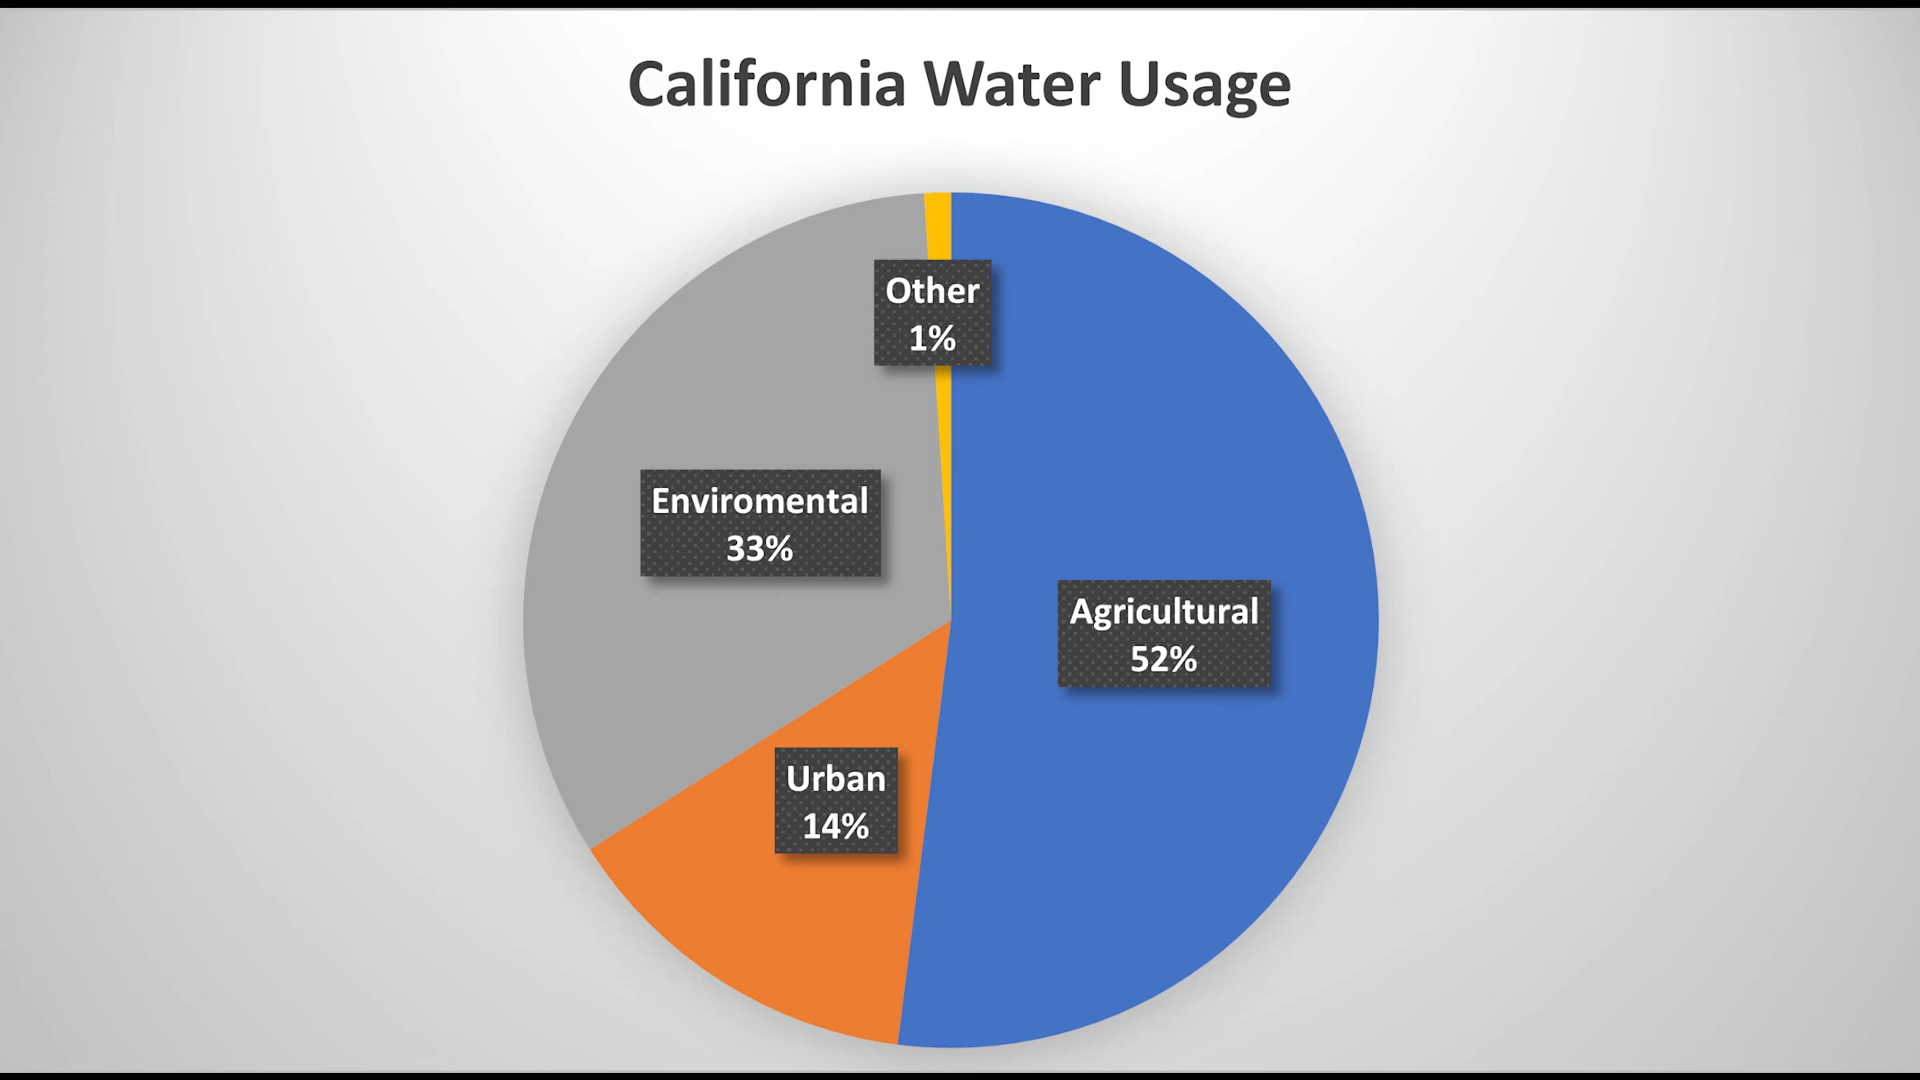 California Water Usage
Other
1%
Enviromental
33%
Agricultural
52%
Urban
14%